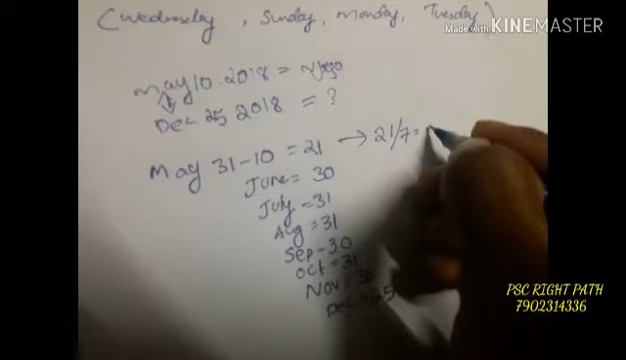 (Wednesday, Sunday, Monday, Tuesday)
Made with KINEMASTER
May 10 2018 =
Dec 25 2018 = ?
May 31-10 = 21 → 21/7 =
June = 30
July = 31
Aug = 31
Sep - 30
Oct = 31
Nov = 30
Dec = 25
PSC RIGHT PATH
7902314336